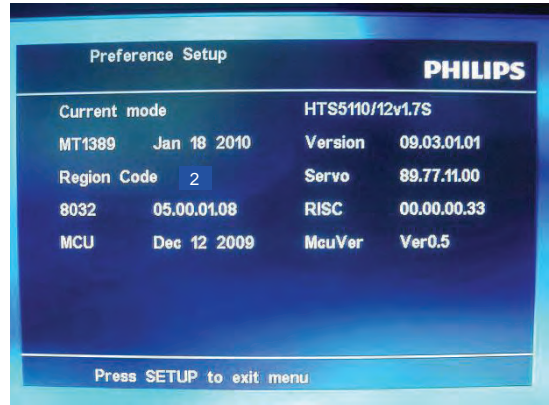 Preference Setup
PHILIPS
Current mode HTS5110/12v1.7S
MT1389 Jan 18 2010 Version 09.03.01.01
Region Code 2 Servo 89.77.11.00
8032 05.00.01.08 RISC 00.00.00.33
MCU Dec 12 2009 McuVer Ver0.5
Press SETUP to exit menu